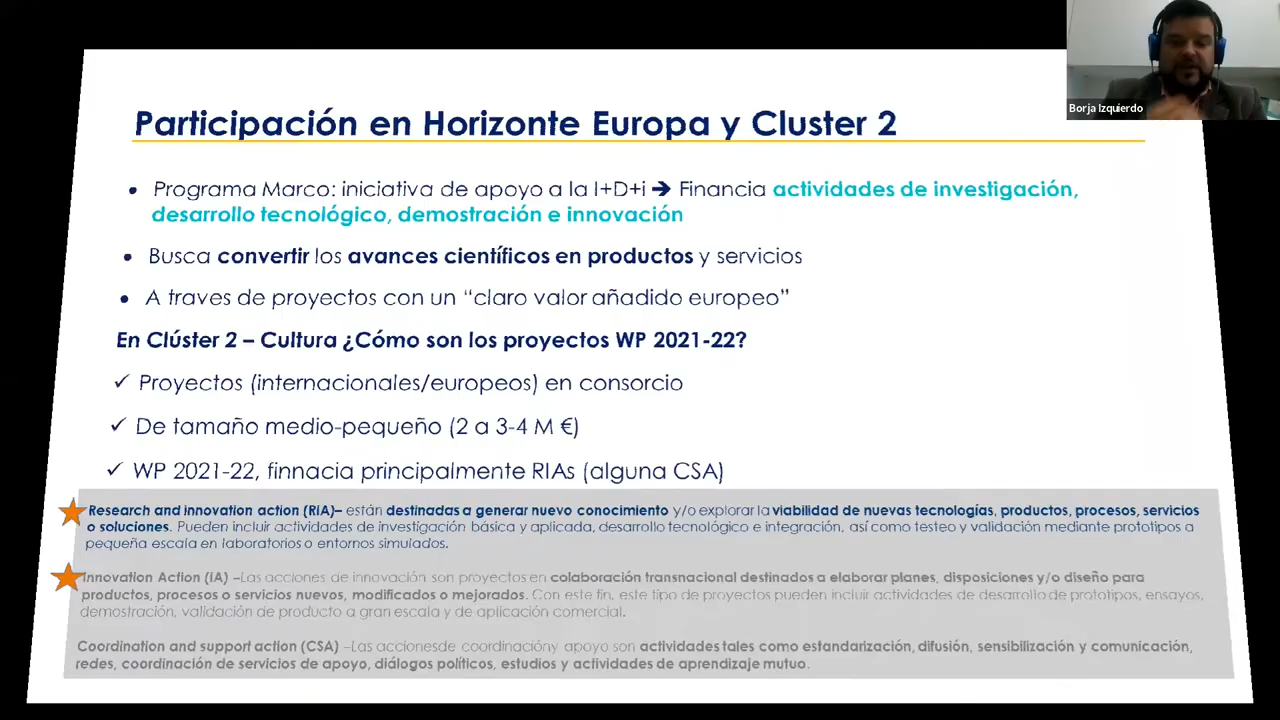 Borja Izquierdo
Participación en Horizonte Europa y Cluster 2
• Programa Marco: iniciativa de apoyo a la I+D+i ➔ Financia actividades de investigación,
desarrollo tecnológico, demostración e innovación
• Busca convertir los avances científicos en productos y servicios
• A traves de proyectos con un “claro valor añadido europeo”
En Clúster 2 – Cultura ¿Cómo son los proyectos WP 2021-22?
✓ Proyectos (internacionales/europeos) en consorcio
✓ De tamaño medio-pequeño (2 a 3-4 M €)
✓ WP 2021-22, finnacia principalmente RIAs (alguna CSA)
Research and innovation action (RIA)– están destinadas a generar nuevo conocimiento y/o explorar la viabilidad de nuevas tecnologías, productos, procesos, servicios
o soluciones. Pueden incluir actividades de investigación básica y aplicada, desarrollo tecnológico e integración, así como testeo y validación mediante prototipos a
pequeña escala en laboratorios o entornos simulados.
Innovation Action (IA) –Las acciones de innovación son proyectos en colaboración transnacional destinados a elaborar planes, disposiciones y/o diseño para
productos, procesos o servicios nuevos, modificados o mejorados. Con este fin, este tipo de proyectos pueden incluir actividades de desarrollo de prototipos, ensayos,
demostración, validación de producto a gran escala y de aplicación comercial.
Coordination and support action (CSA) –Las accionesde coordinacióny apoyo son actividades tales como estandarización, difusión, sensibilización y comunicación,
redes, coordinación de servicios de apoyo, diálogos políticos, estudios y actividades de aprendizaje mutuo.